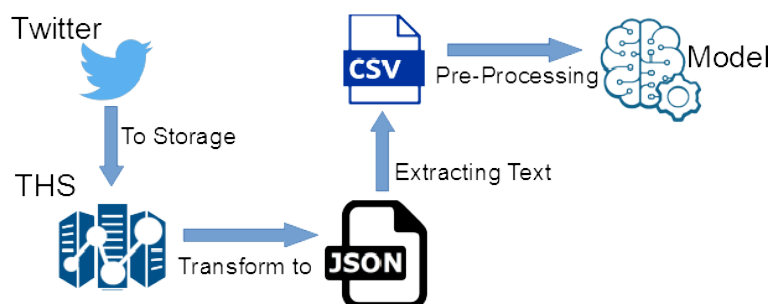 Twitter
To Storage
THS
Transform to
JSON
Extracting Text
CSV
Pre-Processing
Model